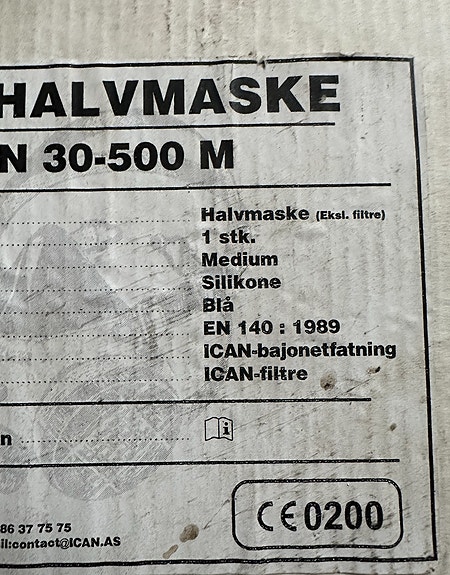 HALVMASKE
N 30-500 M
Halvmaske (Eksl. filtre)
1 stk.
Medium
Silikone
Blå
EN 140 : 1989
ICAN-bajonetfatning
ICAN-filtre
n
86 37 75 75
il:contact@ICAN.AS
CE 0200